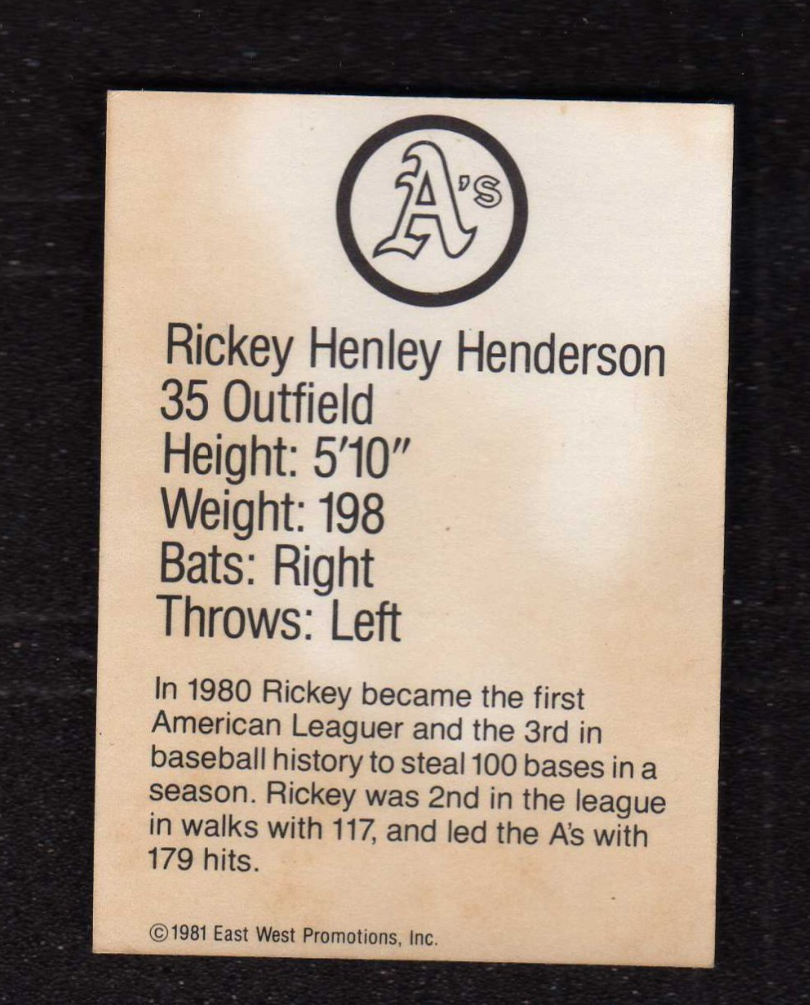 A's
Rickey Henley Henderson
35 Outfield
Height: 5'10"
Weight: 198
Bats: Right
Throws: Left
In 1980 Rickey became the first
American Leaguer and the 3rd in
baseball history to steal 100 bases in a
season. Rickey was 2nd in the league
in walks with 117, and led the A's with
179 hits.
©1981 East West Promotions, Inc.